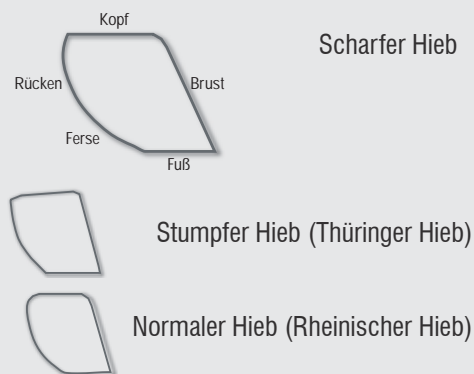 Kopf
Scharfer Hieb
Rücken
Brust
Ferse
Fuß
Stumpfer Hieb (Thüringer Hieb)
Normaler Hieb (Rheinischer Hieb)